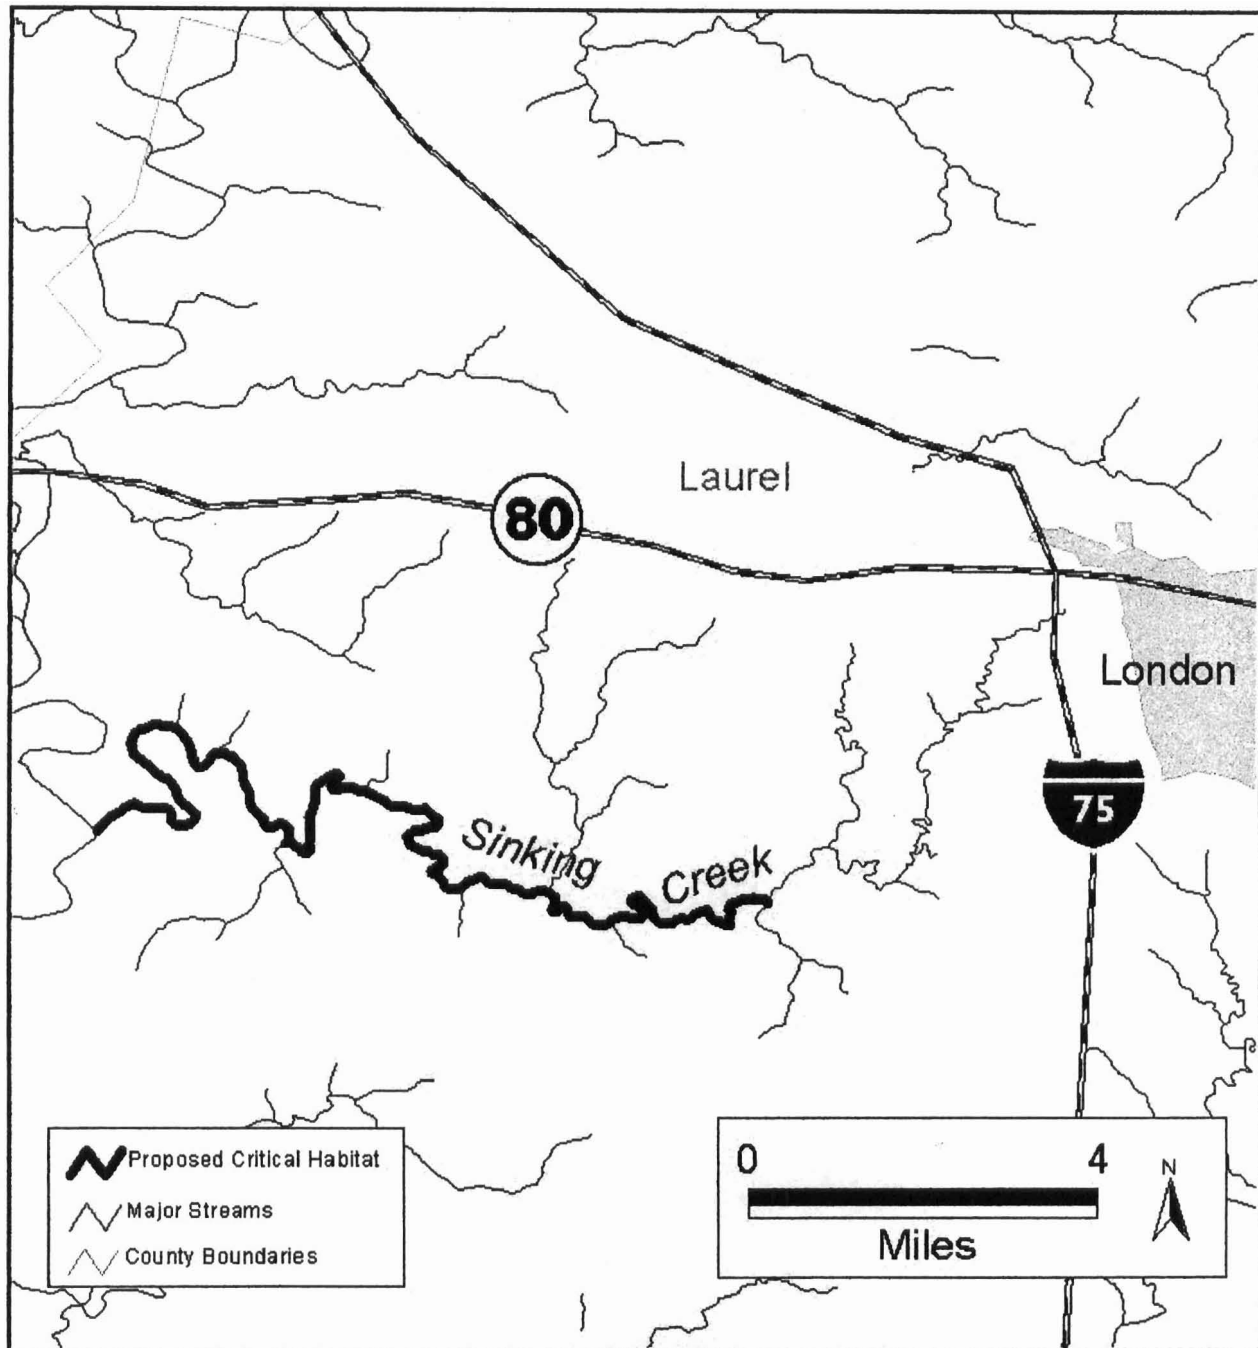 Laurel
80
London
75
Sinking Creek
Proposed Critical Habitat
Major Streams
County Boundaries
0 4
Miles
N